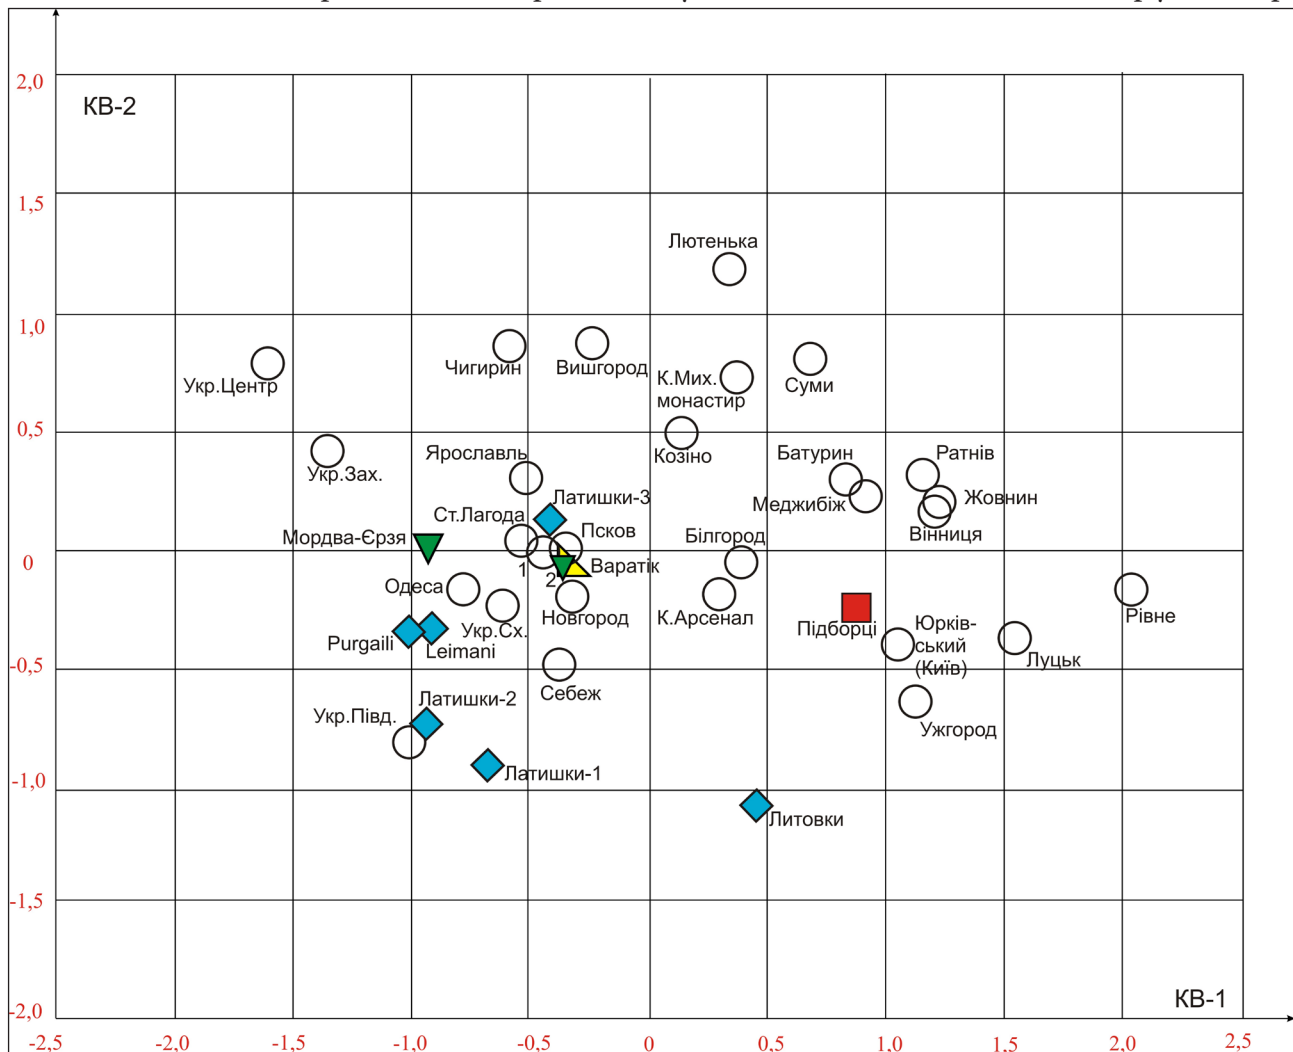 2,0
КВ-2
1,5
Лютенька
1,0
Чигирин
Вишгород
К.Мих.
монастир
Суми
Укр.Центр
0,5
Козіно
Ярославль
Батурин
Ратнів
Укр.Зах.
Латишки-3
Меджибіж
Жовнин
Ст.Лагода
Псков
Вінниця
Мордва-Єрзя
Білгород
0
1
2
Варатік
Одеса
Новгород
К.Арсенал
Рівне
Підборці
Юрків-
ський
(Київ)
Purgaili
Leimani
Укр.Сх.
Луцьк
-0,5
Себеж
Латишки-2
Укр.Півд.
Ужгород
-1,0
Латишки-1
Литовки
-1,5
КВ-1
-2,0
-2,5
-2,0
-1,5
-1,0
-0,5
0
0,5
1,0
1,5
2,0
2,5